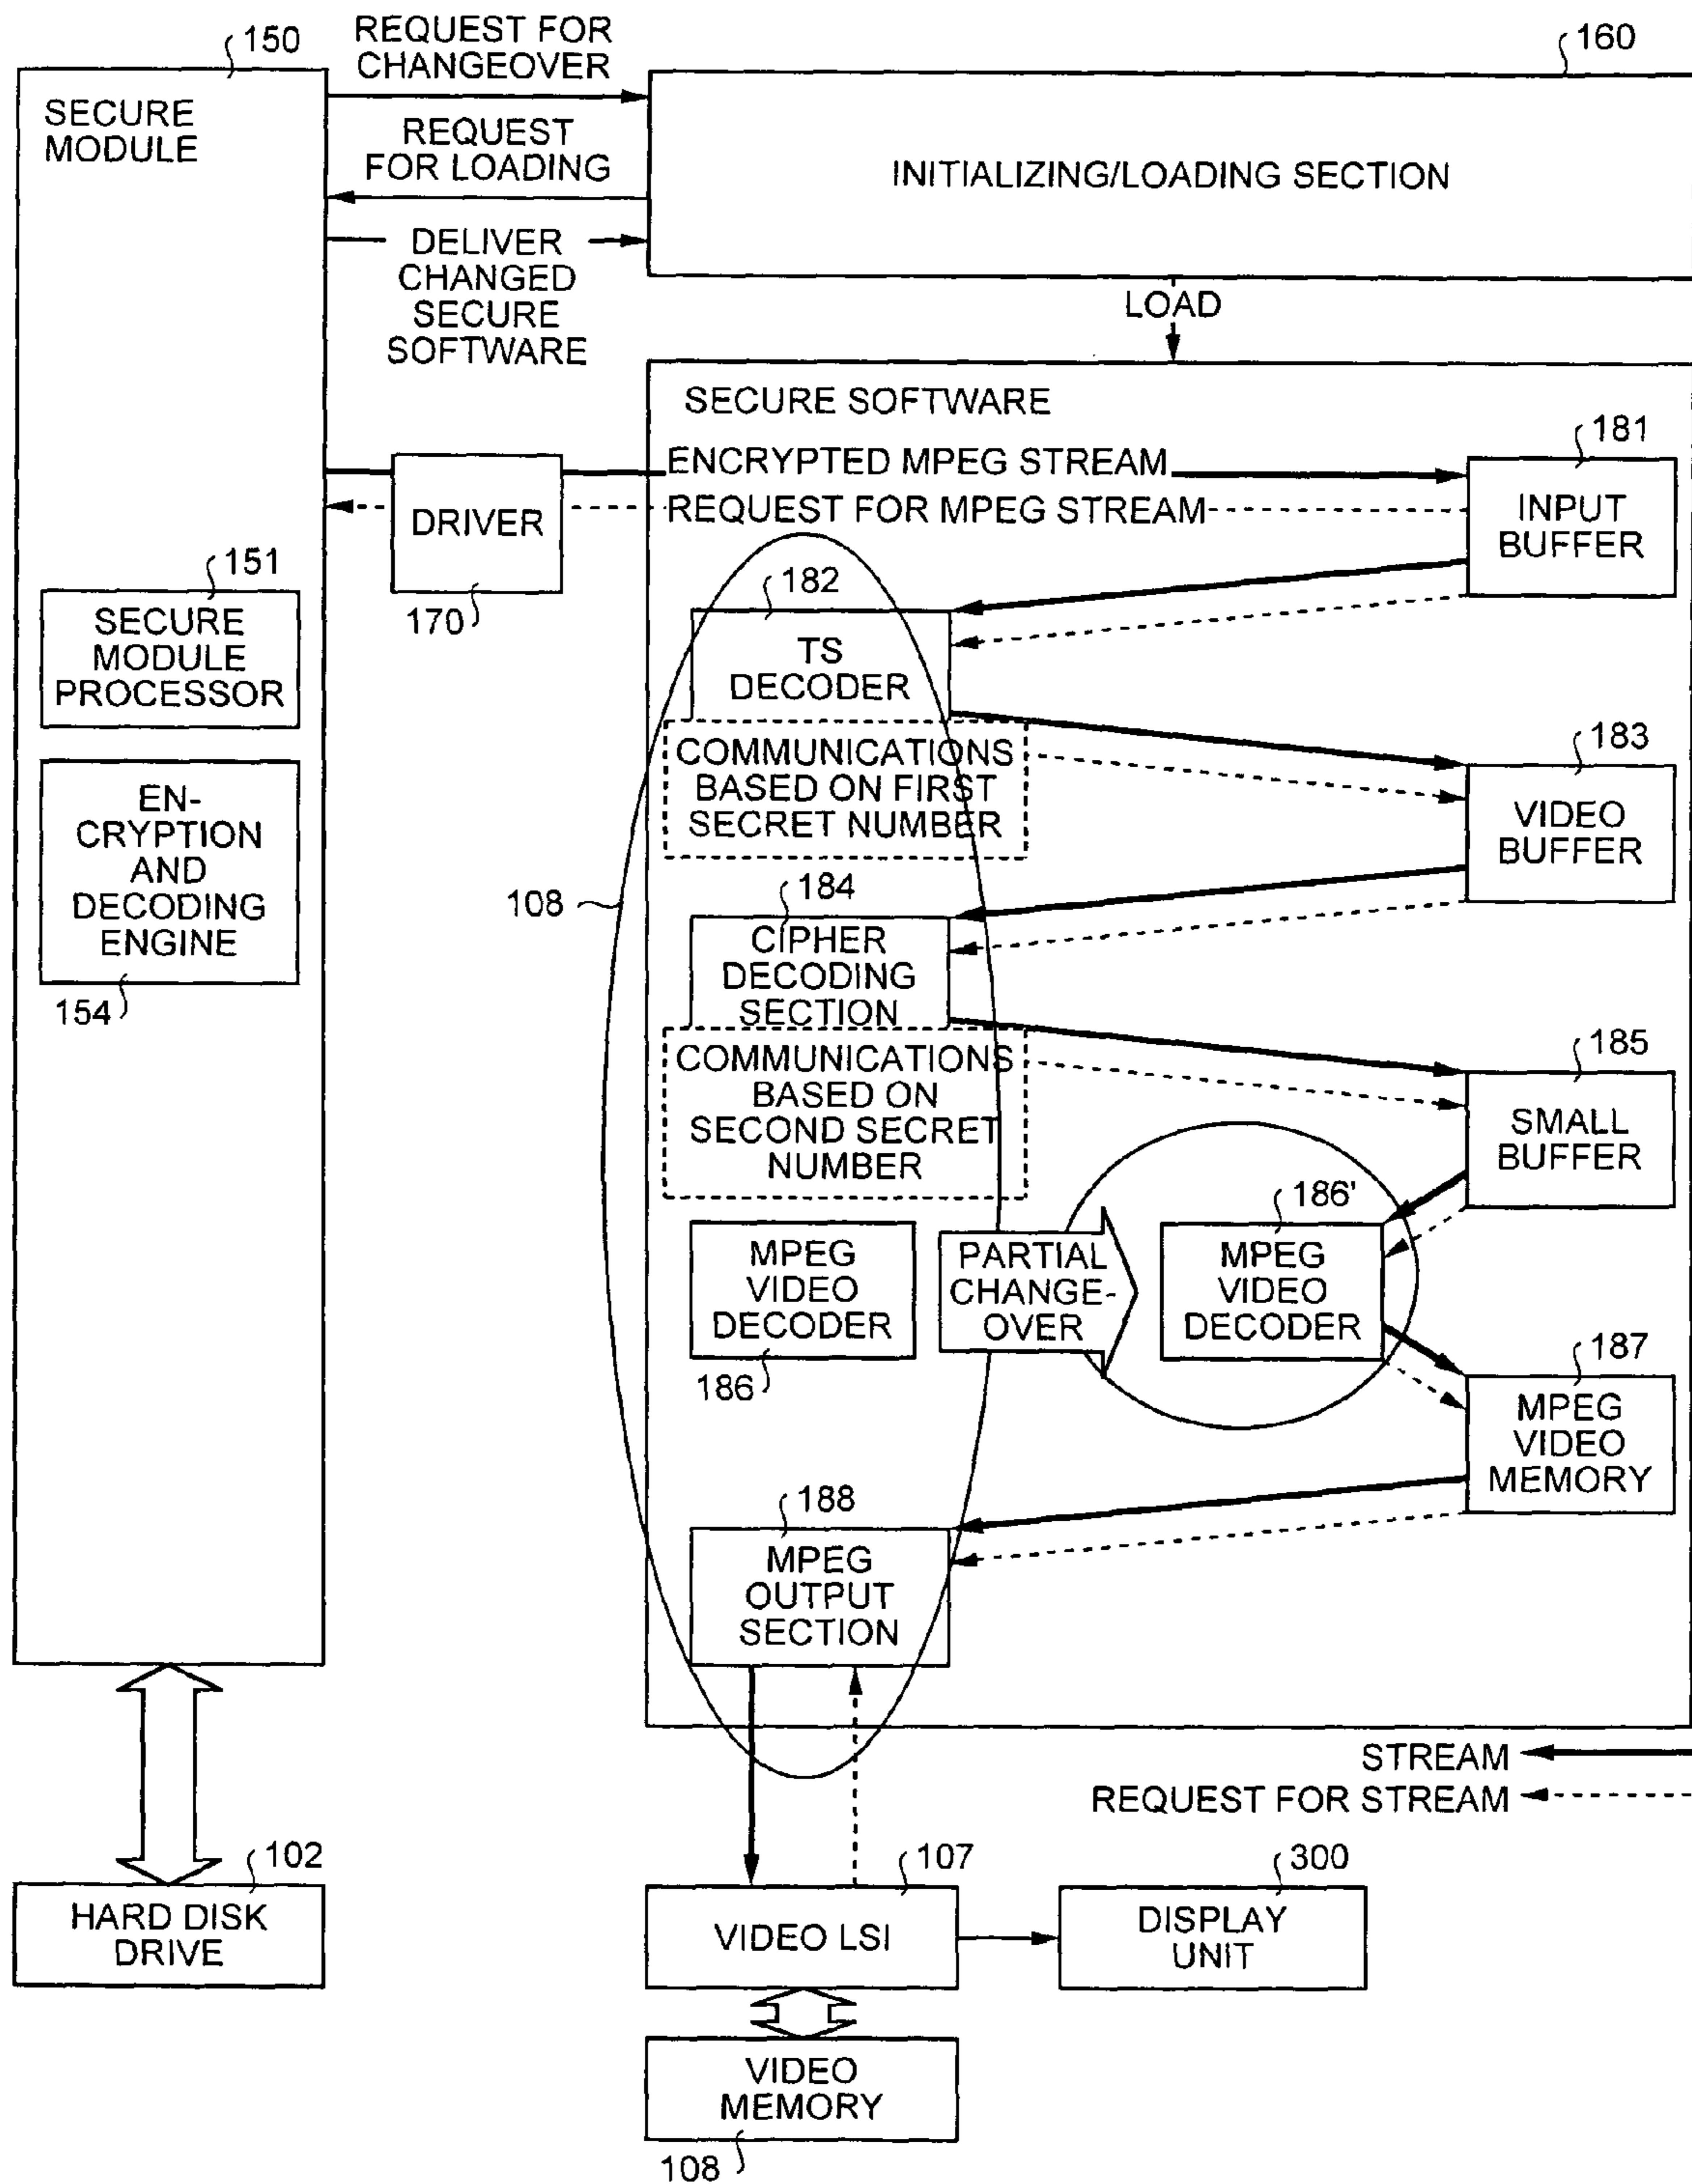 150
REQUEST FOR
CHANGEOVER
160
SECURE
MODULE
REQUEST
FOR LOADING
INITIALIZING/LOADING SECTION
DELIVER
CHANGED
SECURE
SOFTWARE
LOAD
SECURE SOFTWARE
181
ENCRYPTED MPEG STREAM
REQUEST FOR MPEG STREAM
INPUT
BUFFER
DRIVER
170
151
SECURE
MODULE
PROCESSOR
182
TS
DECODER
COMMUNICATIONS
BASED ON FIRST
SECRET NUMBER
183
VIDEO
BUFFER
EN-
CRYPTION
AND
DECODING
ENGINE
154
108
184
CIPHER
DECODING
SECTION
COMMUNICATIONS
BASED ON
SECOND SECRET
NUMBER
185
SMALL
BUFFER
186'
MPEG
VIDEO
DECODER
186
PARTIAL
CHANGE-
OVER
MPEG
VIDEO
DECODER
187
MPEG
VIDEO
MEMORY
188
MPEG
OUTPUT
SECTION
STREAM
REQUEST FOR STREAM
102
HARD DISK
DRIVE
107
VIDEO LSI
300
DISPLAY
UNIT
VIDEO
MEMORY
108